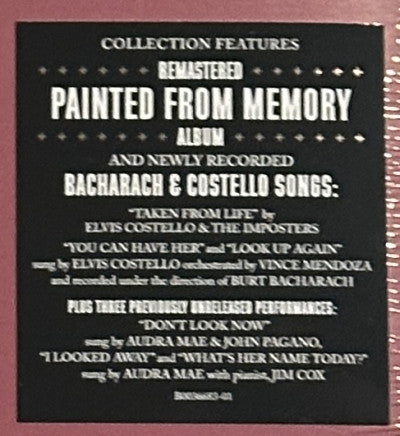 COLLECTION FEATURES
REMASTERED
PAINTED FROM MEMORY
ALBUM
AND NEWLY RECORDED
BACHARACH & COSTELLO SONGS:
“TAKEN FROM LIFE” by
ELVIS COSTELLO & THE IMPOSTERS
“YOU CAN HAVE HER” and “LOOK UP AGAIN”
sung by ELVIS COSTELLO orchestrated by VINCE MENDOZA
and recorded under the direction of BURT BACHARACH
PLUS THREE PREVIOUSLY UNRELEASED PERFORMANCES:
“DON'T LOOK NOW”
sung by AUDRA MAE & JOHN PAGANO,
“I LOOKED AWAY” and “WHAT'S HER NAME TODAY?”
sung by AUDRA MAE with pianist, JIM COX
B0036683-01